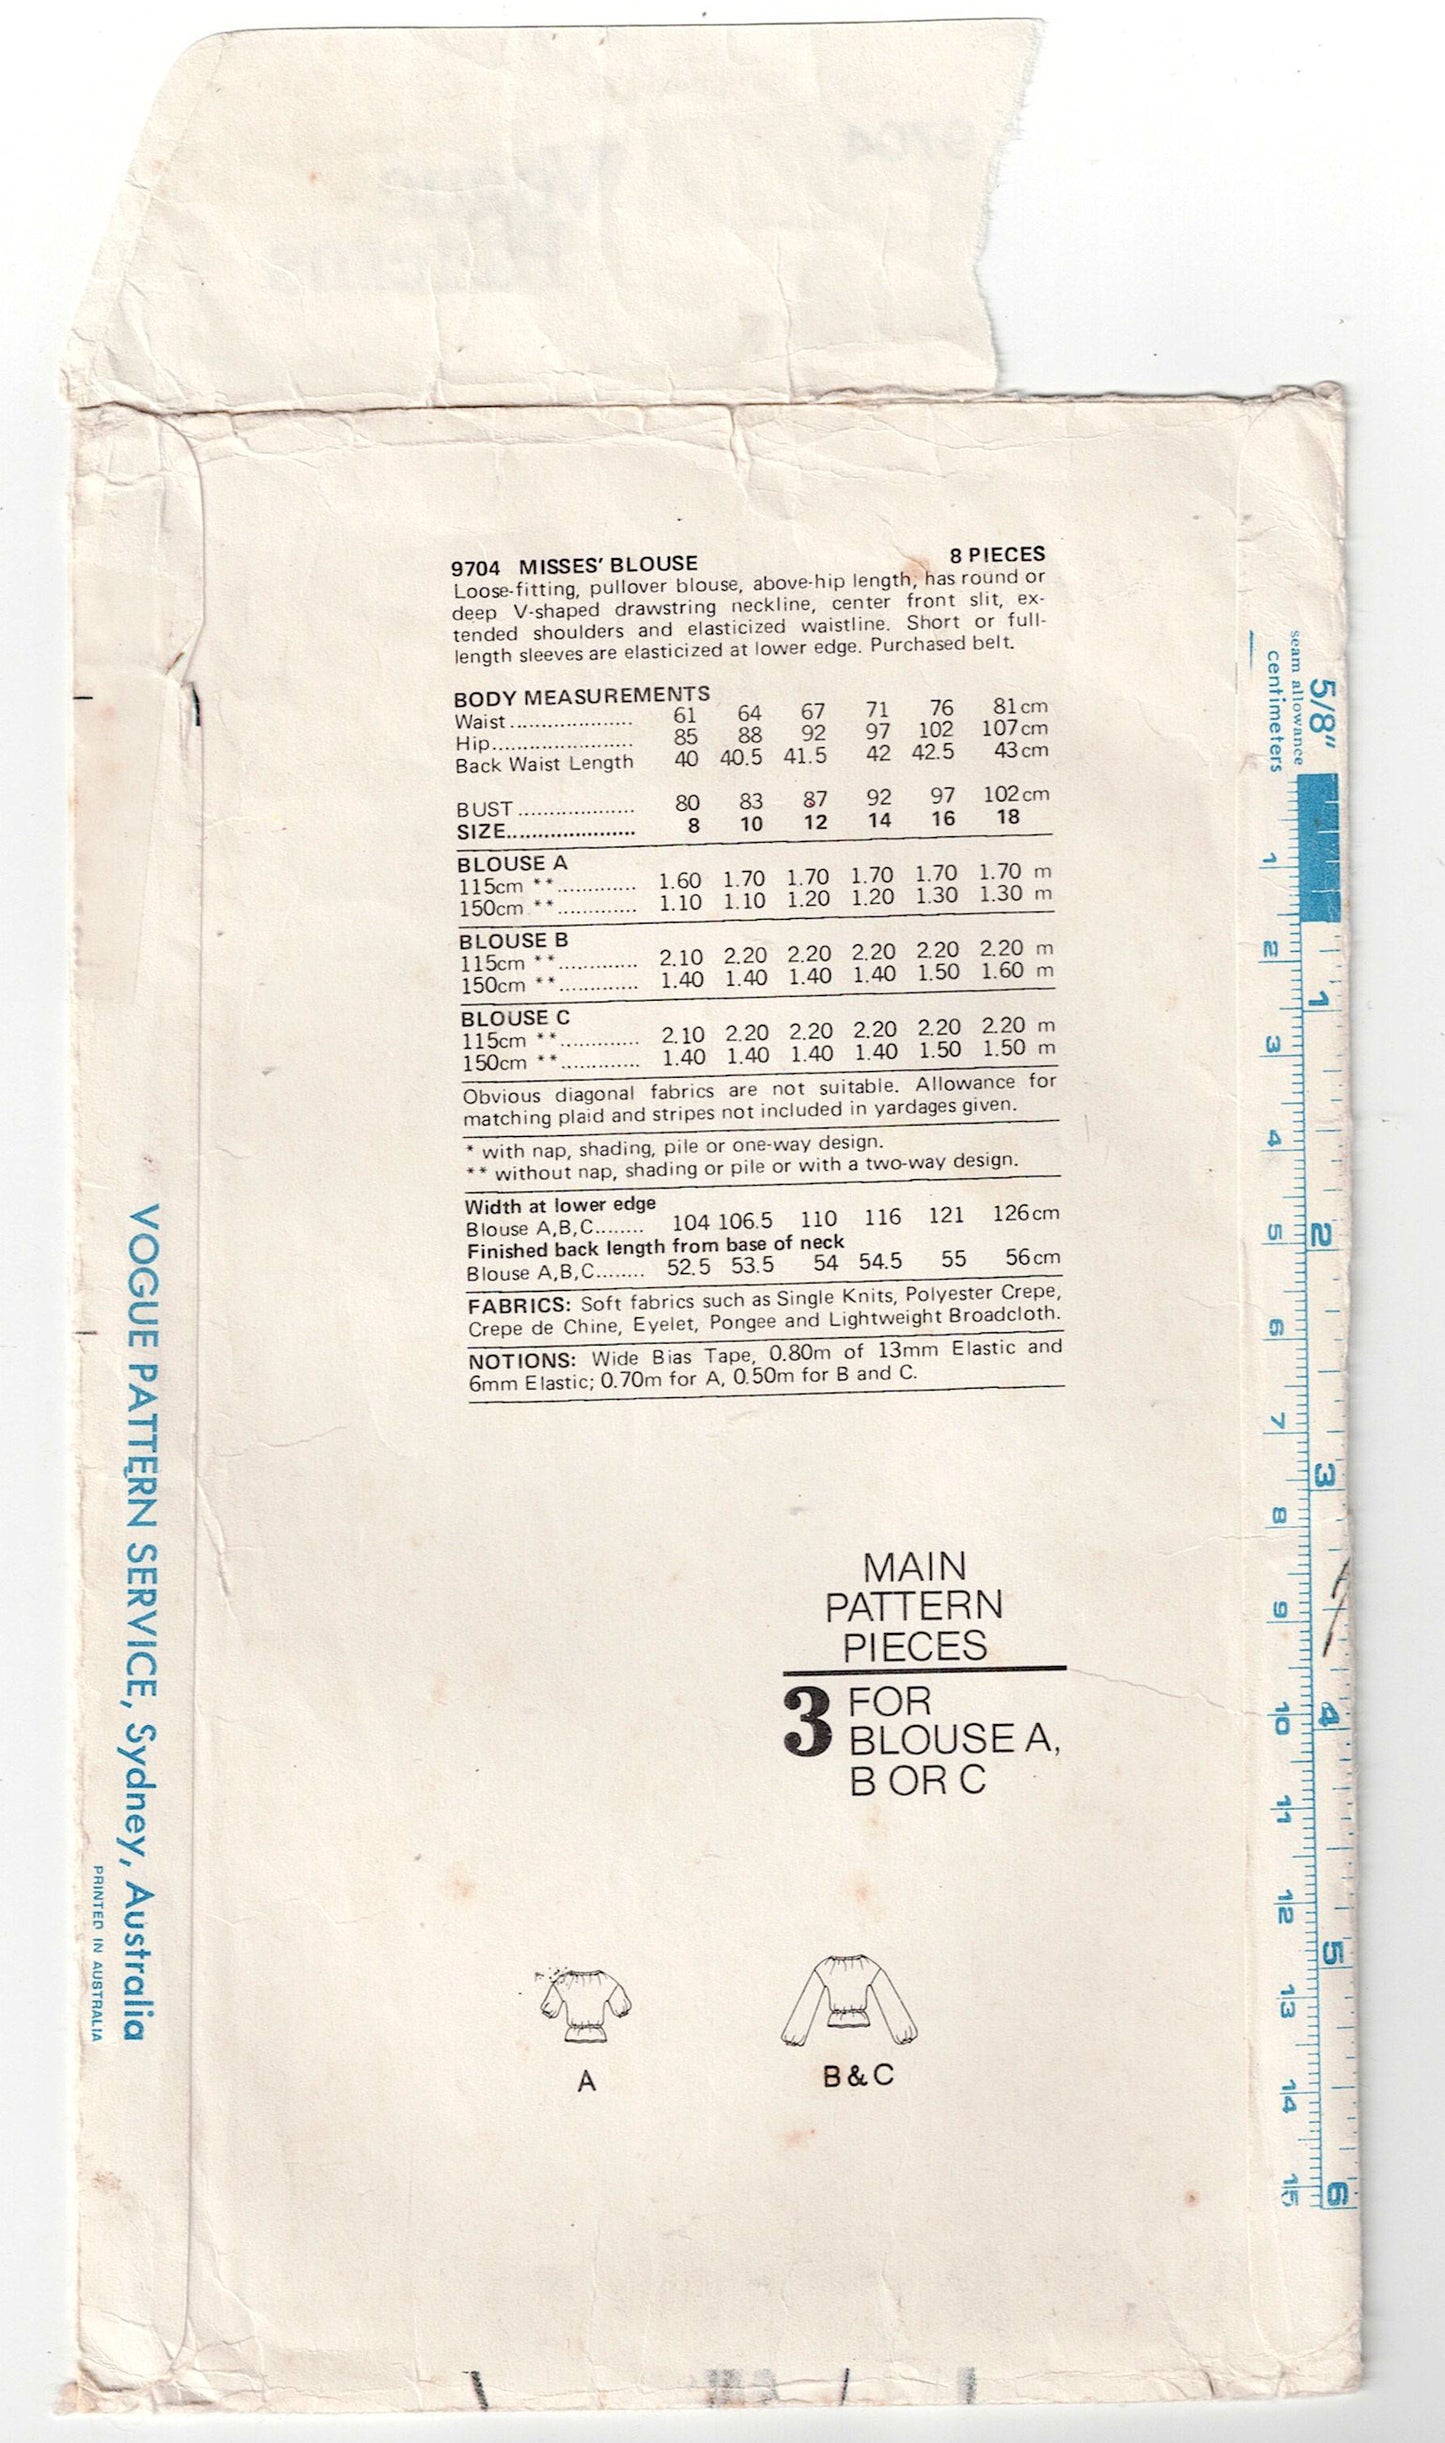 9704 MISSES' BLOUSE 8 PIECES
Loose-fitting, pullover blouse, above-hip length, has round or
deep V-shaped drawstring neckline, center front slit, ex-
tended shoulders and elasticized waistline. Short or full-
length sleeves are elasticized at lower edge. Purchased belt.
BODY MEASUREMENTS
Waist.................... 61 64 67 71 76 81cm
Hip....................... 85 88 92 97 102 107cm
Back Waist Length 40 40.5 41.5 42 42.5 43cm
BUST ................... 80 83 87 92 97 102cm
SIZE..................... 8 10 12 14 16 18
BLOUSE A
115cm **............. 1.60 1.70 1.70 1.70 1.70 1.70 m
150cm **............. 1.10 1.10 1.20 1.20 1.30 1.30 m
BLOUSE B
115cm **............. 2.10 2.20 2.20 2.20 2.20 2.20 m
150cm **............. 1.40 1.40 1.40 1.40 1.50 1.60 m
BLOUSE C
115cm **............. 2.10 2.20 2.20 2.20 2.20 2.20 m
150cm **............. 1.40 1.40 1.40 1.40 1.50 1.50 m
Obvious diagonal fabrics are not suitable. Allowance for
matching plaid and stripes not included in yardages given.
* with nap, shading, pile or one-way design.
** without nap, shading or pile or with a two-way design.
Width at lower edge
Blouse A,B,C........ 104 106.5 110 116 121 126cm
Finished back length from base of neck
Blouse A,B,C........ 52.5 53.5 54 54.5 55 56cm
FABRICS: Soft fabrics such as Single Knits, Polyester Crepe,
Crepe de Chine, Eyelet, Pongee and Lightweight Broadcloth.
NOTIONS: Wide Bias Tape, 0.80m of 13mm Elastic and
6mm Elastic; 0.70m for A, 0.50m for B and C.
MAIN
PATTERN
PIECES
3 FOR
BLOUSE A,
B OR C
A
B & C
VOGUE PATTERN SERVICE, Sydney, Australia
PRINTED IN AUSTRALIA
5/8"
seam allowance
centimeters
1 2 3 4 5 6 7 8 9 10 11 12 13 14 15
1 2 3 4 5 6